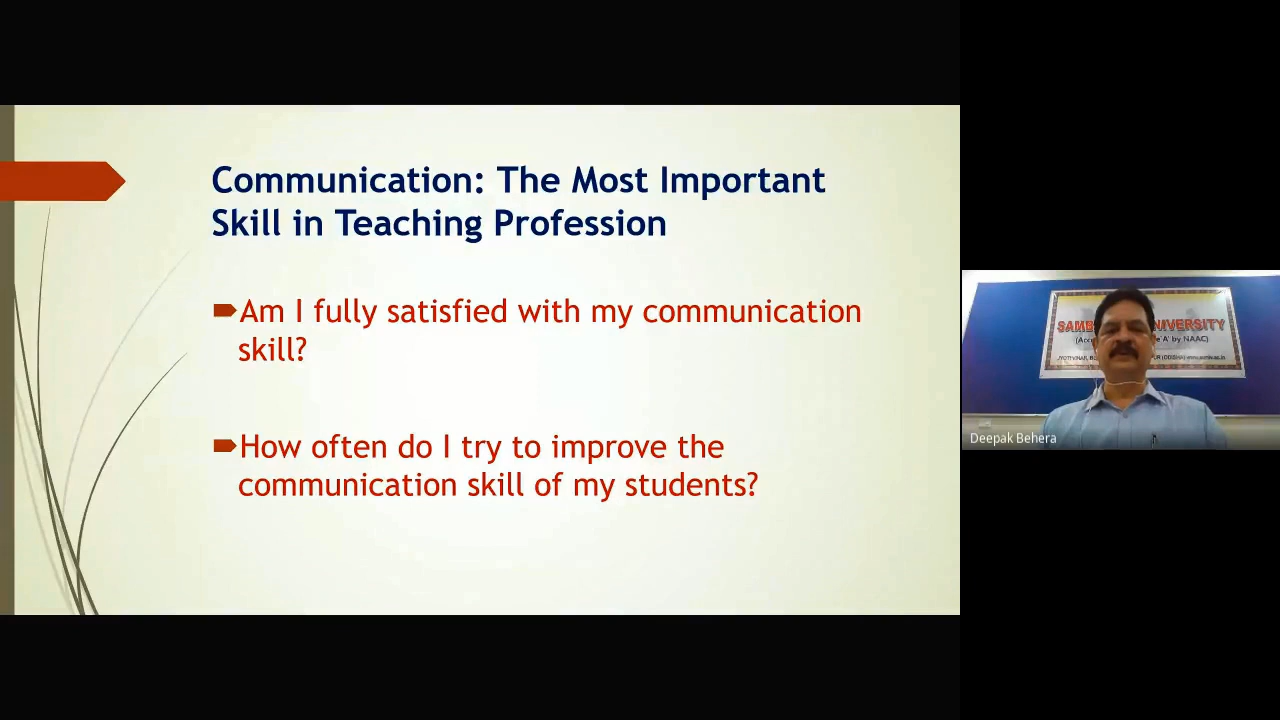 Communication: The Most Important
Skill in Teaching Profession
Am I fully satisfied with my communication
skill?
How often do I try to improve the
communication skill of my students?
UNIVERSITY
'A' by NAAC)
(ODISHA)
Deepak Behera